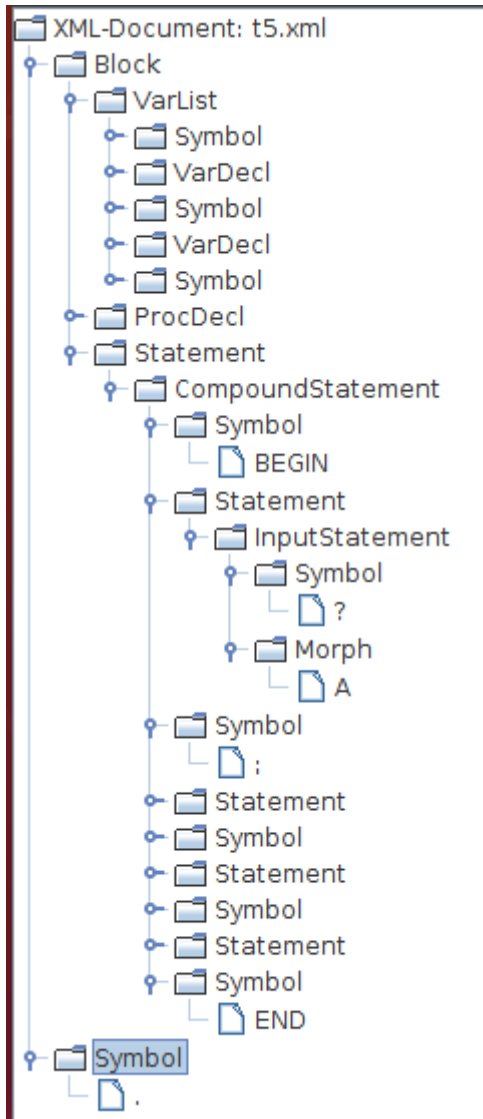 XML-Document: t5.xml
Block
VarList
Symbol
VarDecl
Symbol
VarDecl
Symbol
ProcDecl
Statement
CompoundStatement
Symbol
BEGIN
Statement
InputStatement
Symbol
?
Morph
A
Symbol
;
Statement
Symbol
Statement
Symbol
Statement
Symbol
END
Symbol
.